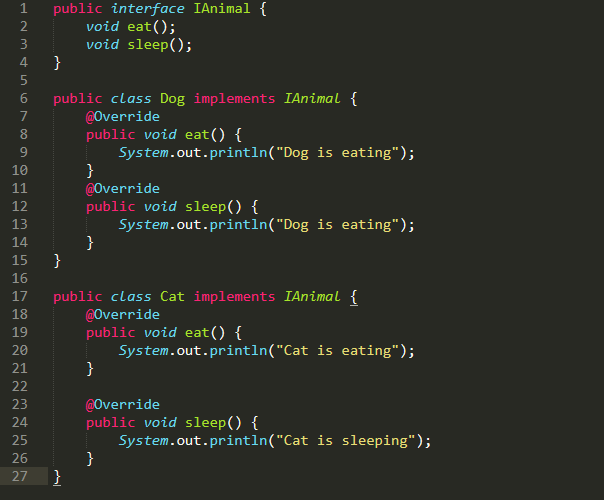 1 public interface IAnimal {
2 void eat();
3 void sleep();
4 }
5
6 public class Dog implements IAnimal {
7 @Override
8 public void eat() {
9 System.out.println("Dog is eating");
10 }
11 @Override
12 public void sleep() {
13 System.out.println("Dog is eating");
14 }
15 }
16
17 public class Cat implements IAnimal {
18 @Override
19 public void eat() {
20 System.out.println("Cat is eating");
21 }
22
23 @Override
24 public void sleep() {
25 System.out.println("Cat is sleeping");
26 }
27 }